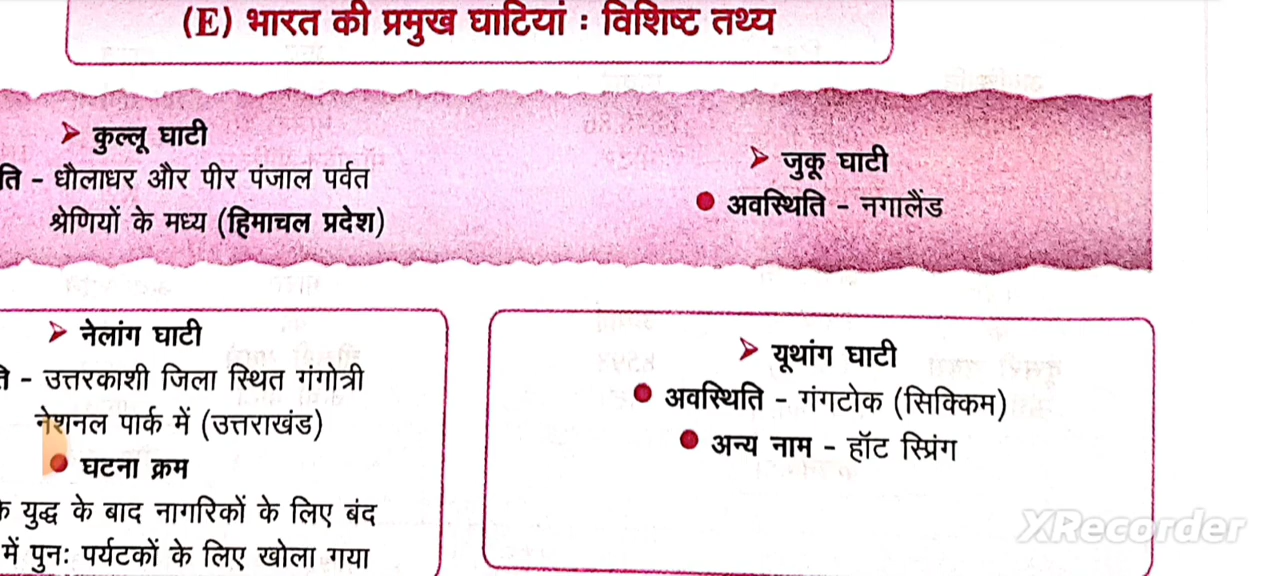 (E) भारत की प्रमुख घाटियां : विशिष्ट तथ्य
➤ कुल्लू घाटी
ति - धौलाधर और पीर पंजाल पर्वत
श्रेणियों के मध्य (हिमाचल प्रदेश)
➤ जुकू घाटी
● अवस्थिति - नगालैंड
➤ नेलांग घाटी
- उत्तरकाशी जिला स्थित गंगोत्री
नेशनल पार्क में (उत्तराखंड)
● घटना क्रम
युद्ध के बाद नागरिकों के लिए बंद
में पुनः पर्यटकों के लिए खोला गया
➤ यूथांग घाटी
● अवस्थिति - गंगटोक (सिक्किम)
● अन्य नाम - हॉट स्प्रिंग
XRecorder